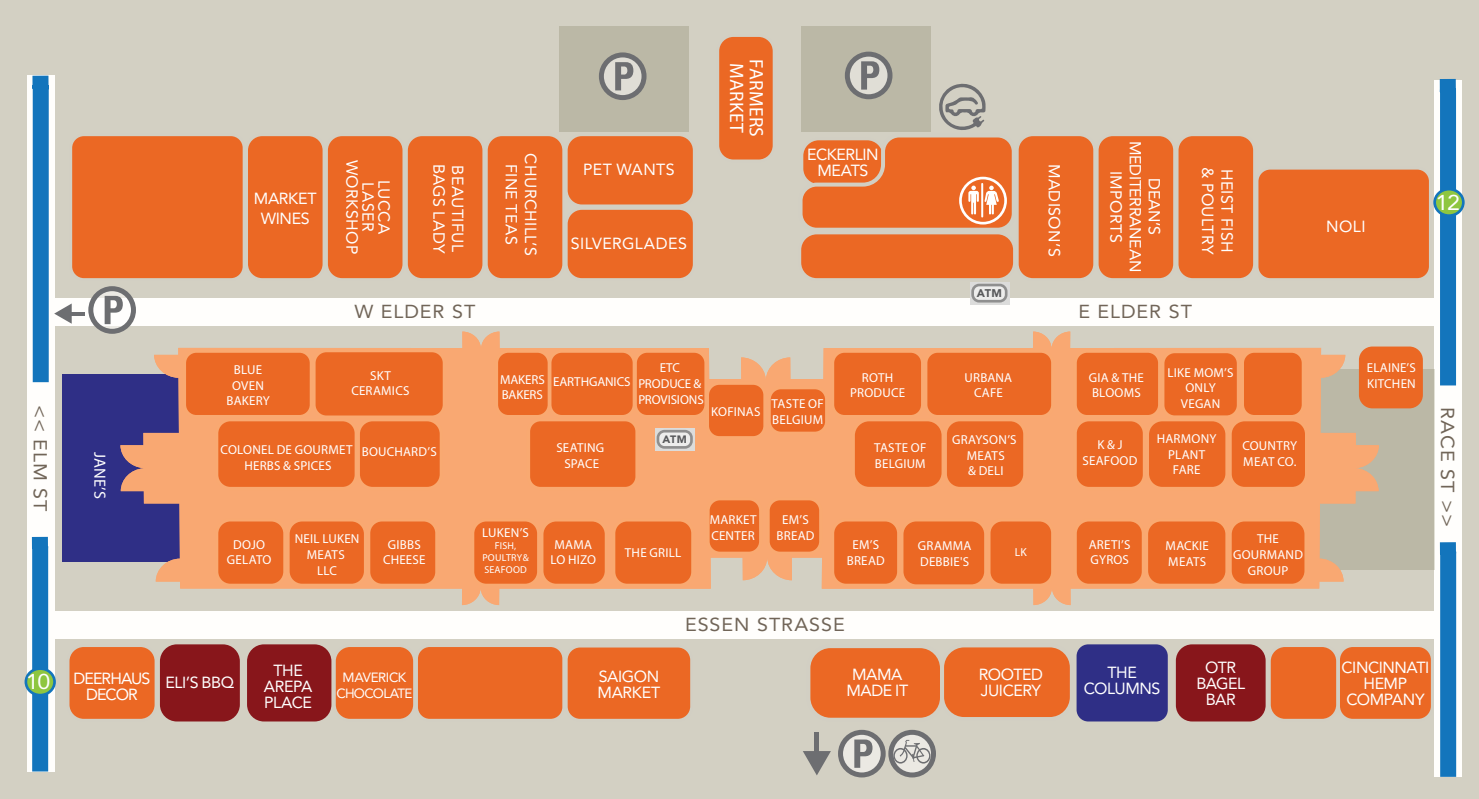 P
FARMERS
MARKET
P
MARKET
WINES
LUCCA
LASER
WORKSHOP
BEAUTIFUL
BAGS LADY
CHURCHILL'S
FINE TEAS
PET WANTS
SILVERGLADES
ECKERLIN
MEATS
MADISON'S
DEAN'S
MEDITERRANEAN
IMPORTS
HEIST FISH
& POULTRY
NOLI
12
P
W ELDER ST
ATM
E ELDER ST
BLUE
OVEN
BAKERY
SKT
CERAMICS
MAKERS
BAKERS
EARTHGANICS
ETC
PRODUCE &
PROVISIONS
KOFINAS
TASTE OF
BELGIUM
ROTH
PRODUCE
URBANA
CAFE
GIA & THE
BLOOMS
LIKE MOM'S
ONLY
VEGAN
ELAINE'S
KITCHEN
<< ELM ST
JANE'S
COLONEL DE GOURMET
HERBS & SPICES
BOUCHARD'S
SEATING
SPACE
ATM
TASTE OF
BELGIUM
GRAYSON'S
MEATS
& DELI
K & J
SEAFOOD
HARMONY
PLANT
FARE
COUNTRY
MEAT CO.
RACE ST >>
DOJO
GELATO
NEIL LUKEN
MEATS
LLC
GIBBS
CHEESE
LUKEN'S
FISH,
POULTRY&
SEAFOOD
MAMA
LO HIZO
THE GRILL
MARKET
CENTER
EM'S
BREAD
EM'S
BREAD
GRAMMA
DEBBIE'S
LK
ARETI'S
GYROS
MACKIE
MEATS
THE
GOURMAND
GROUP
ESSEN STRASSE
10
DEERHAUS
DECOR
ELI'S BBQ
THE
AREPA
PLACE
MAVERICK
CHOCOLATE
SAIGON
MARKET
MAMA
MADE IT
ROOTED
JUICERY
THE
COLUMNS
OTR
BAGEL
BAR
CINCINNATI
HEMP
COMPANY
P